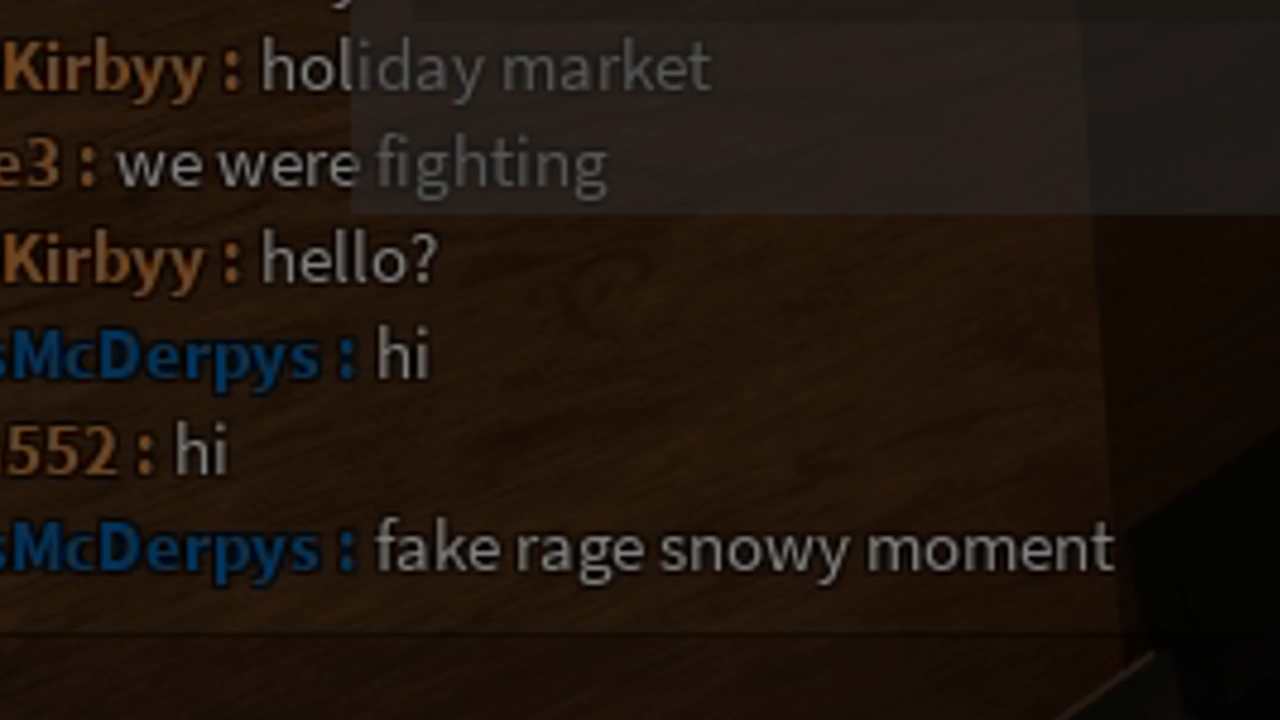 Kirbyy : holiday market
e3 : we were fighting
Kirbyy : hello?
sMcDerpys : hi
552 : hi
sMcDerpys : fake rage snowy moment